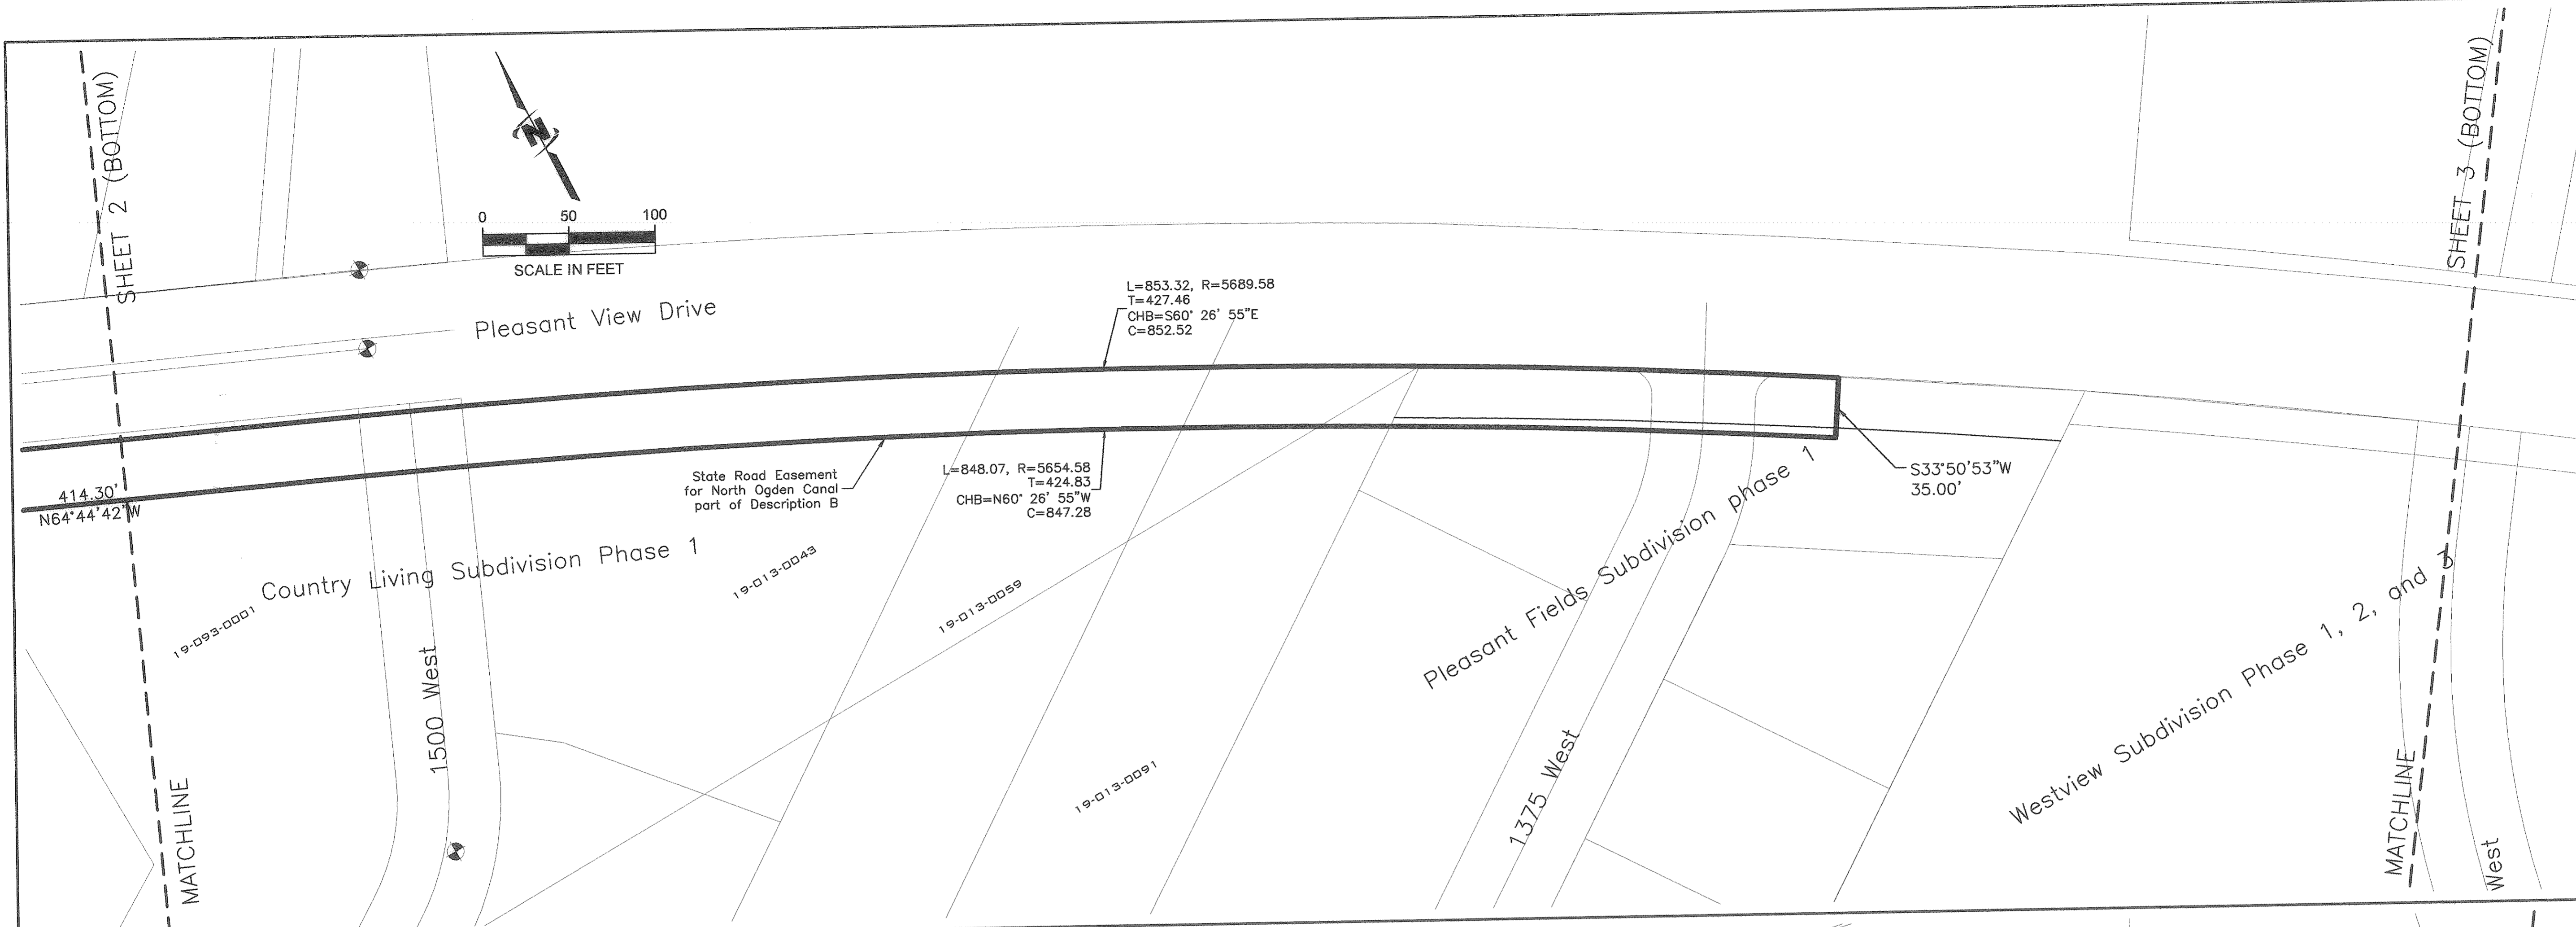 SHEET 2 (BOTTOM)
SHEET 3 (BOTTOM)
N
0 50 100
SCALE IN FEET
Pleasant View Drive
L=853.32, R=5689.58
T=427.46
CHB=S60° 26' 55"E
C=852.52
414.30'
N64°44'42"W
State Road Easement
for North Ogden Canal
part of Description B
L=848.07, R=5654.58
T=424.83
CHB=N60° 26' 55"W
C=847.28
S33°50'53"W
35.00'
Country Living Subdivision Phase 1
19-093-0001
19-013-0043
19-013-0059
19-013-0091
Pleasant Fields Subdivision phase 1
Westview Subdivision Phase 1, 2, and 3
1500 West
1375 West
West
MATCHLINE
MATCHLINE